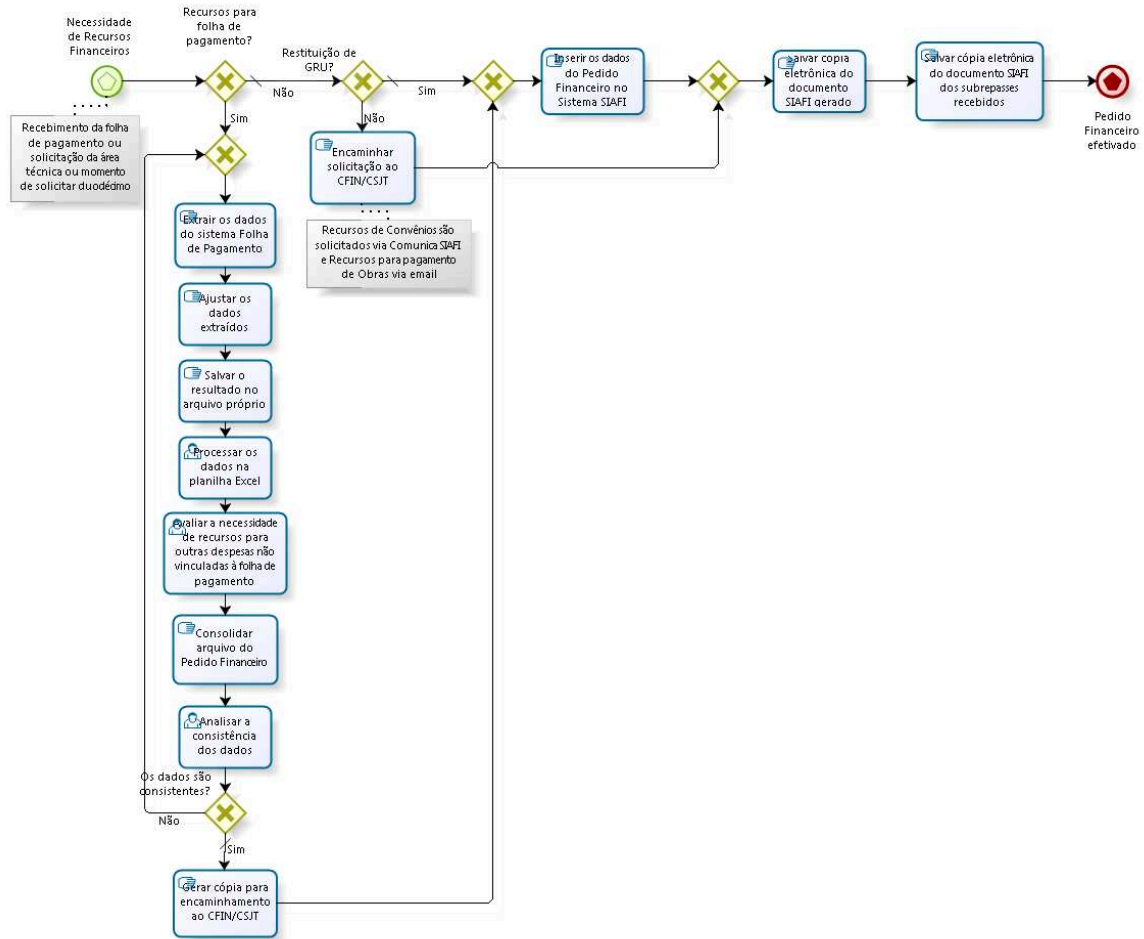 Necessidade
de Recursos
Financeiros
Recursos para
folha de
pagamento?
Não
Sim
Recebimento da folha
de pagamento ou
solicitação da área
técnica ou momento
de solicitar duodécimo
Restituição de
GRU?
Sim
Não
Encaminhar
solicitação ao
CFIN/CSJT
Recursos de Convênios são
solicitados via Comunica SIAFI
e Recursos para pagamento
de Obras via email
Inserir os dados
do Pedido
Financeiro no
Sistema SIAFI
Salvar copia
eletrônica do
documento
SIAFI gerado
Salvar cópia eletrônica
do documento SIAFI
dos subrepasses
recebidos
Pedido
Financeiro
efetivado
Extrair os dados
do sistema Folha
de Pagamento
Ajustar os
dados
extraídos
Salvar o
resultado no
arquivo próprio
Processar os
dados na
planilha Excel
Avaliar a necessidade
de recursos para
outras despesas não
vinculadas à folha de
pagamento
Consolidar
arquivo do
Pedido Financeiro
Analisar a
consistência
dos dados
Os dados são
consistentes?
Não
Sim
Gerar cópia para
encaminhamento
ao CFIN/CSJT